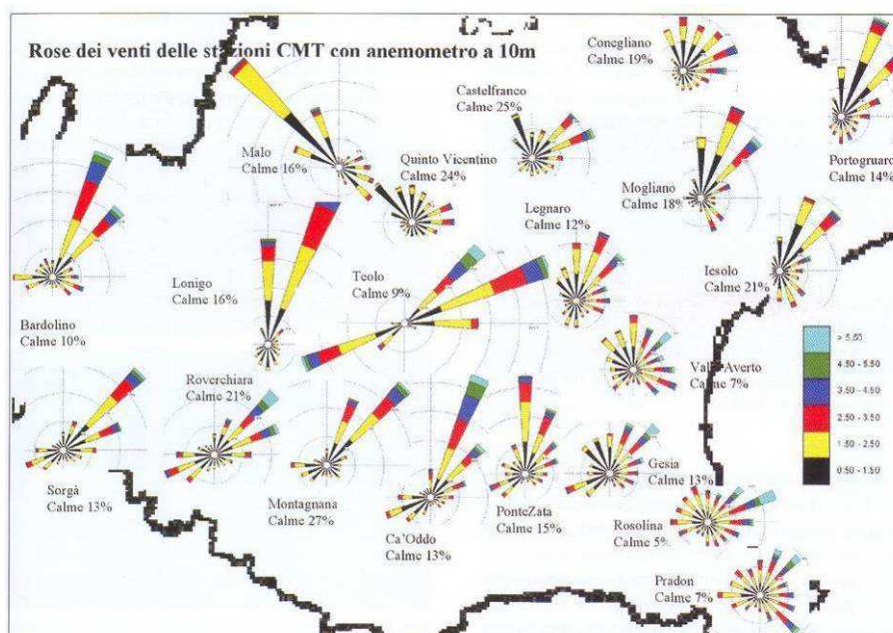 Rose dei venti delle stazioni CMT con anemometro a 10m
Conegliano
Calme 19%
Castelfranco
Calme 25%
Portogruaro
Calme 14%
Malo
Calme 16%
Quinto Vicentino
Calme 24%
Mogliano
Calme 18%
Legnaro
Calme 12%
Lonigo
Calme 16%
Teolo
Calme 9%
Iesolo
Calme 21%
Bardolino
Calme 10%
Valle Averto
Calme 7%
Roverchiara
Calme 21%
> 5.50
4.50 - 5.50
3.50 - 4.50
2.50 - 3.50
1.50 - 2.50
0.50 - 1.50
Gesia
Calme 13%
Sorgà
Calme 13%
Montagnana
Calme 27%
PonteZata
Calme 15%
Ca'Oddo
Calme 13%
Rosolina
Calme 5%
Pradon
Calme 7%